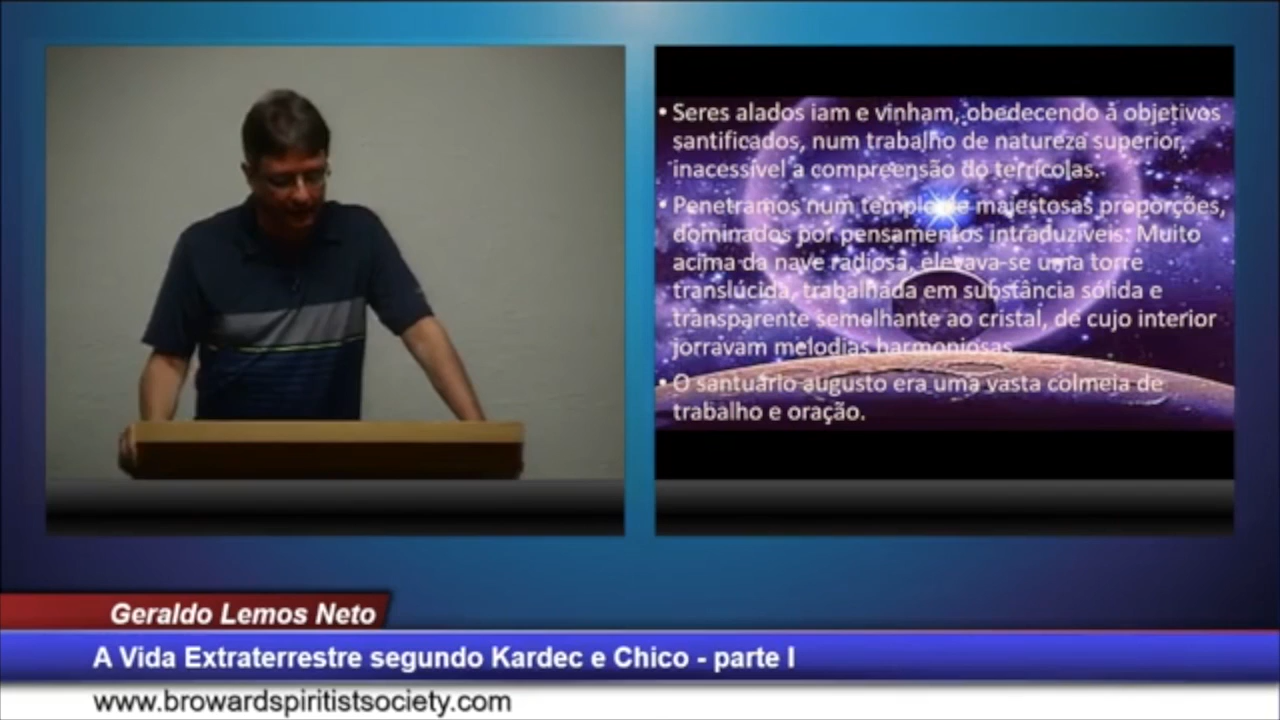 • Seres alados iam e vinham, obedecendo à objetivos
santificados, num trabalho de natureza superior,
inacessível a compreensão do terrícolas.
• Penetramos num templo de majestosas proporções,
dominados por pensamentos intraduzíveis. Muito
acima da nave radiosa, elevava-se uma torre
translúcida, trabalhada em substância sólida e
transparente semelhante ao cristal, de cujo interior
jorravam melodias harmoniosas.
• O santuário augusto era uma vasta colmeia de
trabalho e oração.
Geraldo Lemos Neto
A Vida Extraterrestre segundo Kardec e Chico - parte I
www.browardspiritistsociety.com